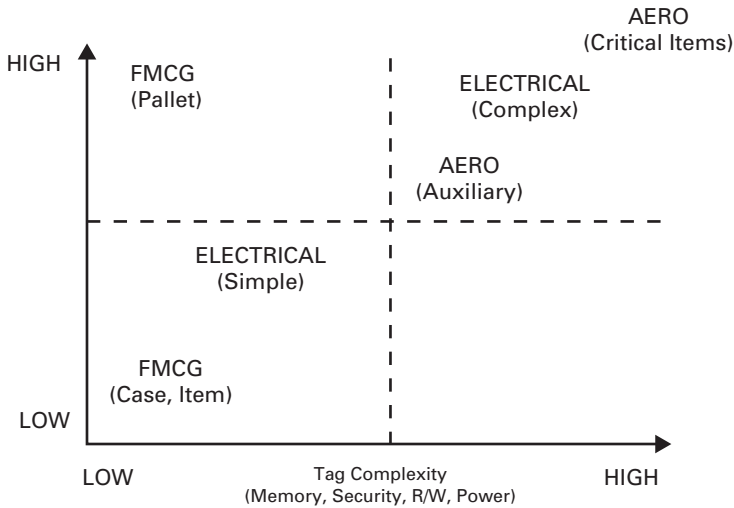 AERO
(Critical Items)
HIGH
FMCG
(Pallet)
ELECTRICAL
(Complex)
AERO
(Auxiliary)
ELECTRICAL
(Simple)
FMCG
(Case, Item)
LOW
LOW
Tag Complexity
(Memory, Security, R/W, Power)
HIGH